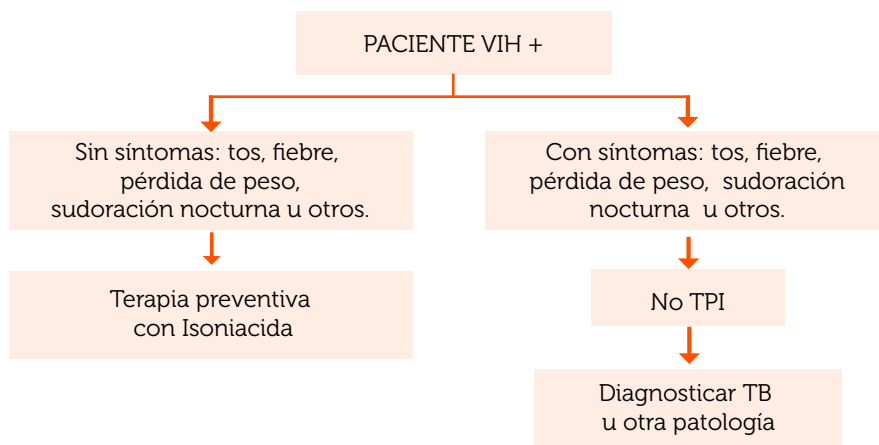 PACIENTE VIH +
Sin síntomas: tos, fiebre,
pérdida de peso,
sudoración nocturna u otros.
Terapia preventiva
con Isoniacida
Con síntomas: tos, fiebre,
pérdida de peso, sudoración
nocturna u otros.
No TPI
Diagnosticar TB
u otra patología